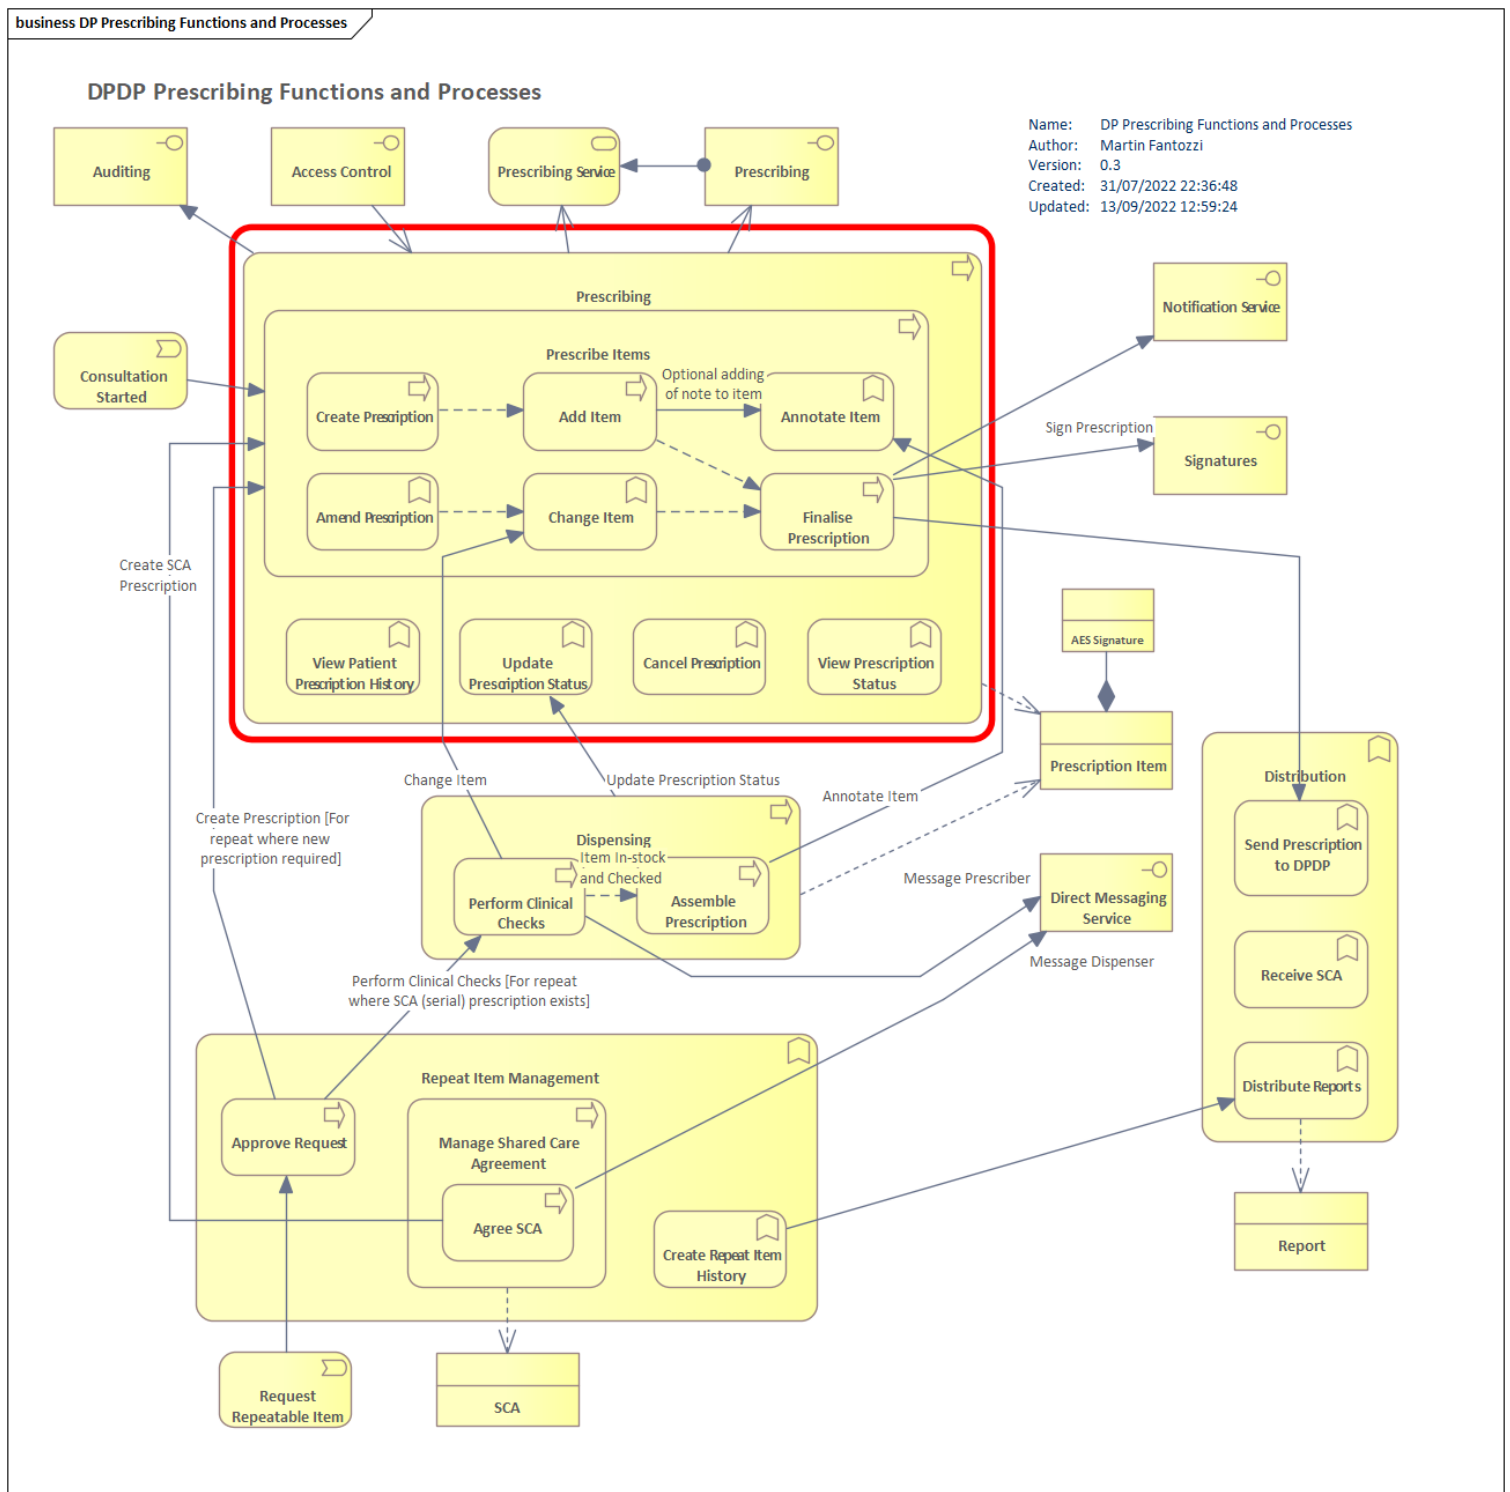 business DP Prescribing Functions and Processes
DPDP Prescribing Functions and Processes
Name: DP Prescribing Functions and Processes
Author: Martin Fantozzi
Version: 0.3
Created: 31/07/2022 22:36:48
Updated: 13/09/2022 12:59:24
Auditing
Access Control
Prescribing Service
Prescribing
Prescribing
Notification Service
Consultation
Started
Prescribe Items
Optional adding
of note to item
Create Prescription
Add Item
Annotate Item
Sign Prescription
Signatures
Amend Prescription
Change Item
Finalise
Prescription
Create SCA
Prescription
View Patient
Prescription History
Update
Prescription Status
Cancel Prescription
View Prescription
Status
AES Signature
Prescription Item
Distribution
Change Item
Update Prescription Status
Annotate Item
Create Prescription [For
repeat where new
prescription required]
Dispensing
Item In-stock
and Checked
Perform Clinical
Checks
Assemble
Prescription
Send Prescription
to DPDP
Message Prescriber
Direct Messaging
Service
Message Dispenser
Receive SCA
Perform Clinical Checks [For repeat
where SCA (serial) prescription exists]
Repeat Item Management
Distribute Reports
Approve Request
Manage Shared Care
Agreement
Agree SCA
Create Repeat Item
History
Report
Request
Repeatable Item
SCA